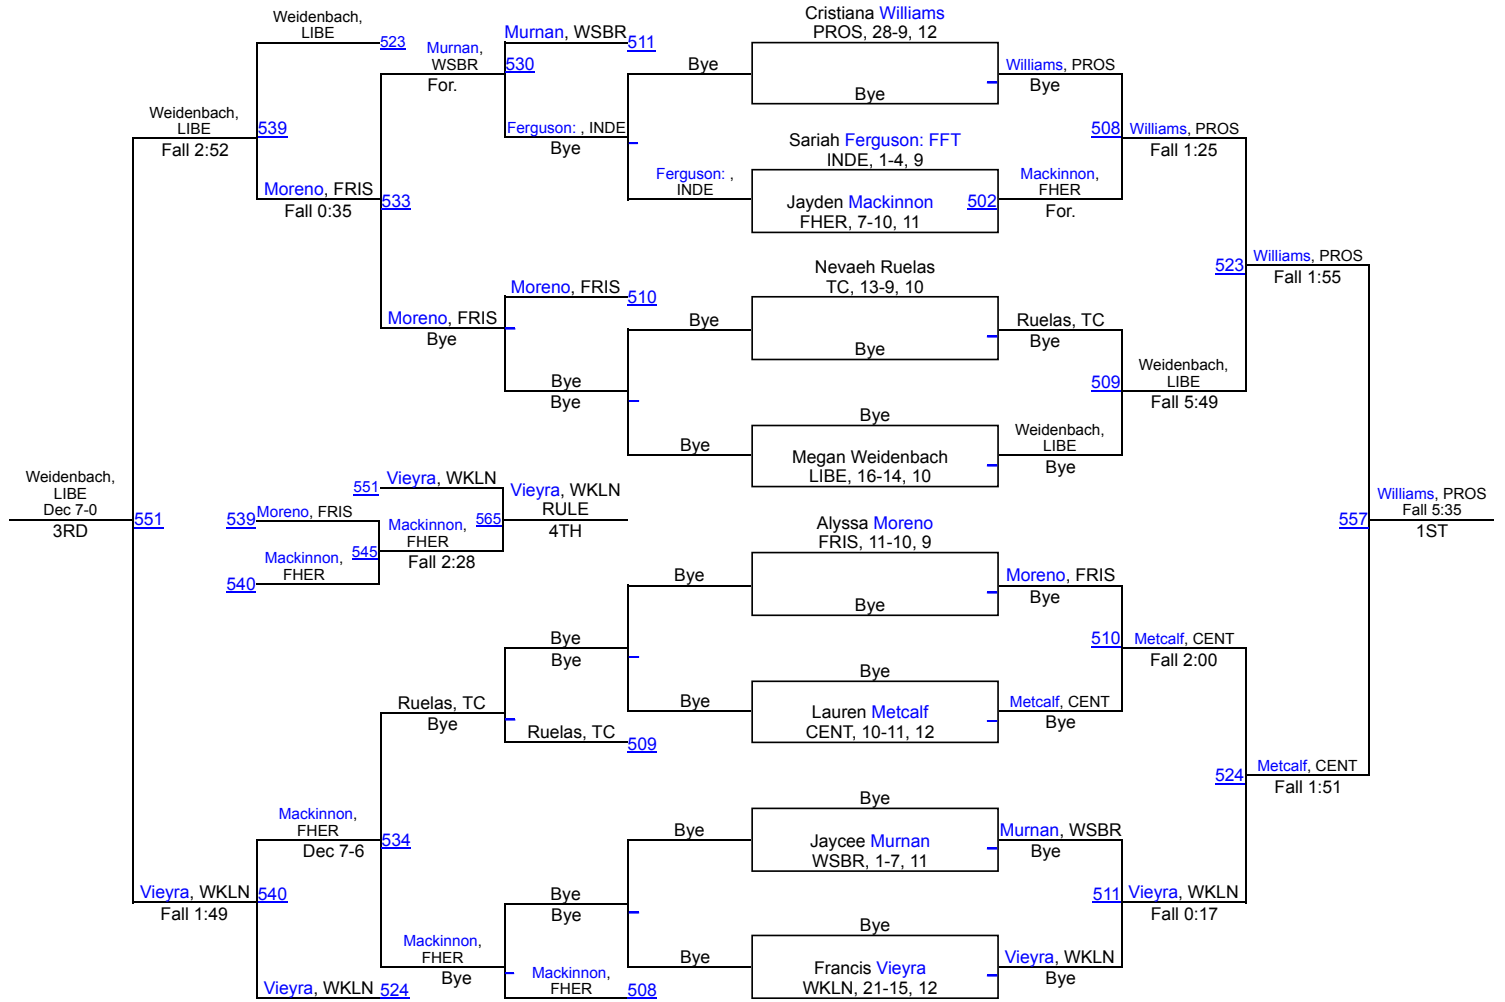 Weidenbach,
LIBE
523
Murnan,
WSBR
For.
Murnan, WSBR
511
530
Bye
Cristiana Williams
PROS, 28-9, 12
Bye
Williams, PROS
Bye
Weidenbach,
LIBE
Fall 2:52
539
Ferguson: , INDE
Bye
Sariah Ferguson: FFT
INDE, 1-4, 9
508
Williams, PROS
Fall 1:25
Moreno, FRIS
Fall 0:35
533
Ferguson: ,
INDE
Jayden Mackinnon
FHER, 7-10, 11
502
Mackinnon,
FHER
For.
Nevaeh Ruelas
TC, 13-9, 10
523
Williams, PROS
Fall 1:55
Moreno, FRIS
510
Moreno, FRIS
Bye
Bye
Bye
Ruelas, TC
Bye
Bye
Bye
509
Weidenbach,
LIBE
Fall 5:49
Bye
Bye
Megan Weidenbach
LIBE, 16-14, 10
Weidenbach,
LIBE
Bye
Weidenbach,
LIBE
Dec 7-0
3RD
551
551
Vieyra, WKLN
539
Moreno, FRIS
Mackinnon,
FHER
540
545
Mackinnon,
FHER
Fall 2:28
565
Vieyra, WKLN
RULE
4TH
557
Williams, PROS
Fall 5:35
1ST
Alyssa Moreno
FRIS, 11-10, 9
Bye
Bye
Moreno, FRIS
Bye
Bye
Bye
510
Metcalf, CENT
Fall 2:00
Ruelas, TC
Bye
Ruelas, TC
509
Bye
Bye
Lauren Metcalf
CENT, 10-11, 12
Metcalf, CENT
Bye
524
Metcalf, CENT
Fall 1:51
Mackinnon,
FHER
Dec 7-6
534
Bye
Bye
Jaycee Murnan
WSBR, 1-7, 11
Murnan, WSBR
Bye
Vieyra, WKLN
Fall 1:49
540
Bye
Bye
511
Vieyra, WKLN
Fall 0:17
Mackinnon,
FHER
Bye
Bye
Bye
Francis Vieyra
WKLN, 21-15, 12
Vieyra, WKLN
Bye
Vieyra, WKLN
524
Mackinnon,
FHER
508